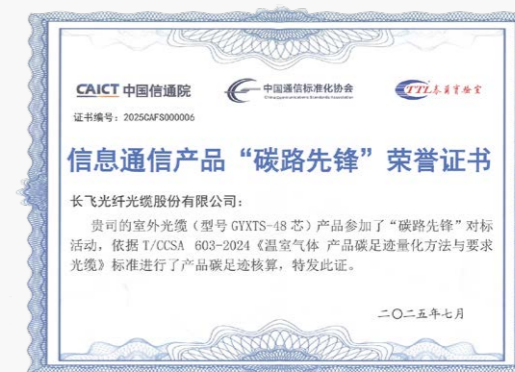 CAICT 中国信通院
中国通信标准化协会
China Communications Standards Association
TTL 泰尔实验室
证书编号：2025CAFS000006
信息通信产品“碳路先锋”荣誉证书
长飞光纤光缆股份有限公司：
贵司的室外光缆（型号 GYXTS-48 芯）产品参加了“碳路先锋”对标
活动，依据 T/CCSA 603-2024《温室气体 产品碳足迹量化方法与要求
光缆》标准进行了产品碳足迹核算，特发此证。
二〇二五年七月